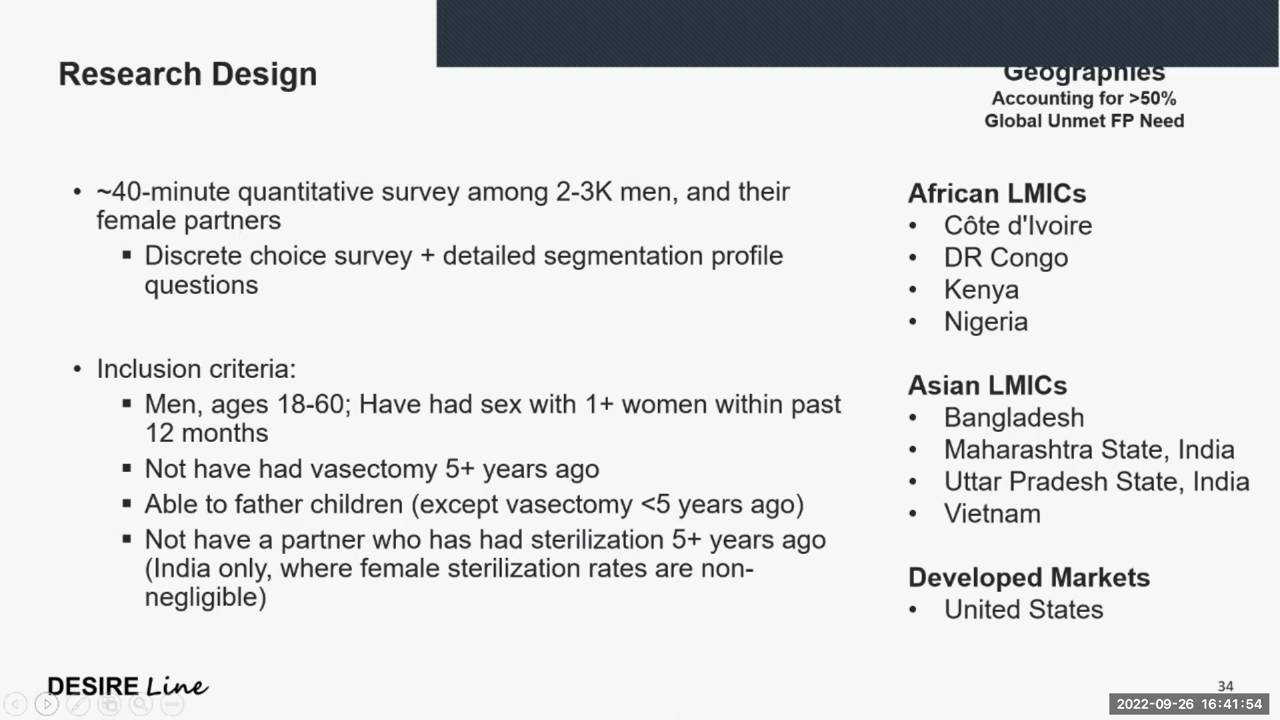 Research Design
Geographies
Accounting for >50%
Global Unmet FP Need
• ~40-minute quantitative survey among 2-3K men, and their
female partners
▪ Discrete choice survey + detailed segmentation profile
questions
• Inclusion criteria:
▪ Men, ages 18-60; Have had sex with 1+ women within past
12 months
▪ Not have had vasectomy 5+ years ago
▪ Able to father children (except vasectomy <5 years ago)
▪ Not have a partner who has had sterilization 5+ years ago
(India only, where female sterilization rates are non-
negligible)
African LMICs
• Côte d'Ivoire
• DR Congo
• Kenya
• Nigeria
Asian LMICs
• Bangladesh
• Maharashtra State, India
• Uttar Pradesh State, India
• Vietnam
Developed Markets
• United States
DESIRE Line
34
2022-09-26 16:41:54